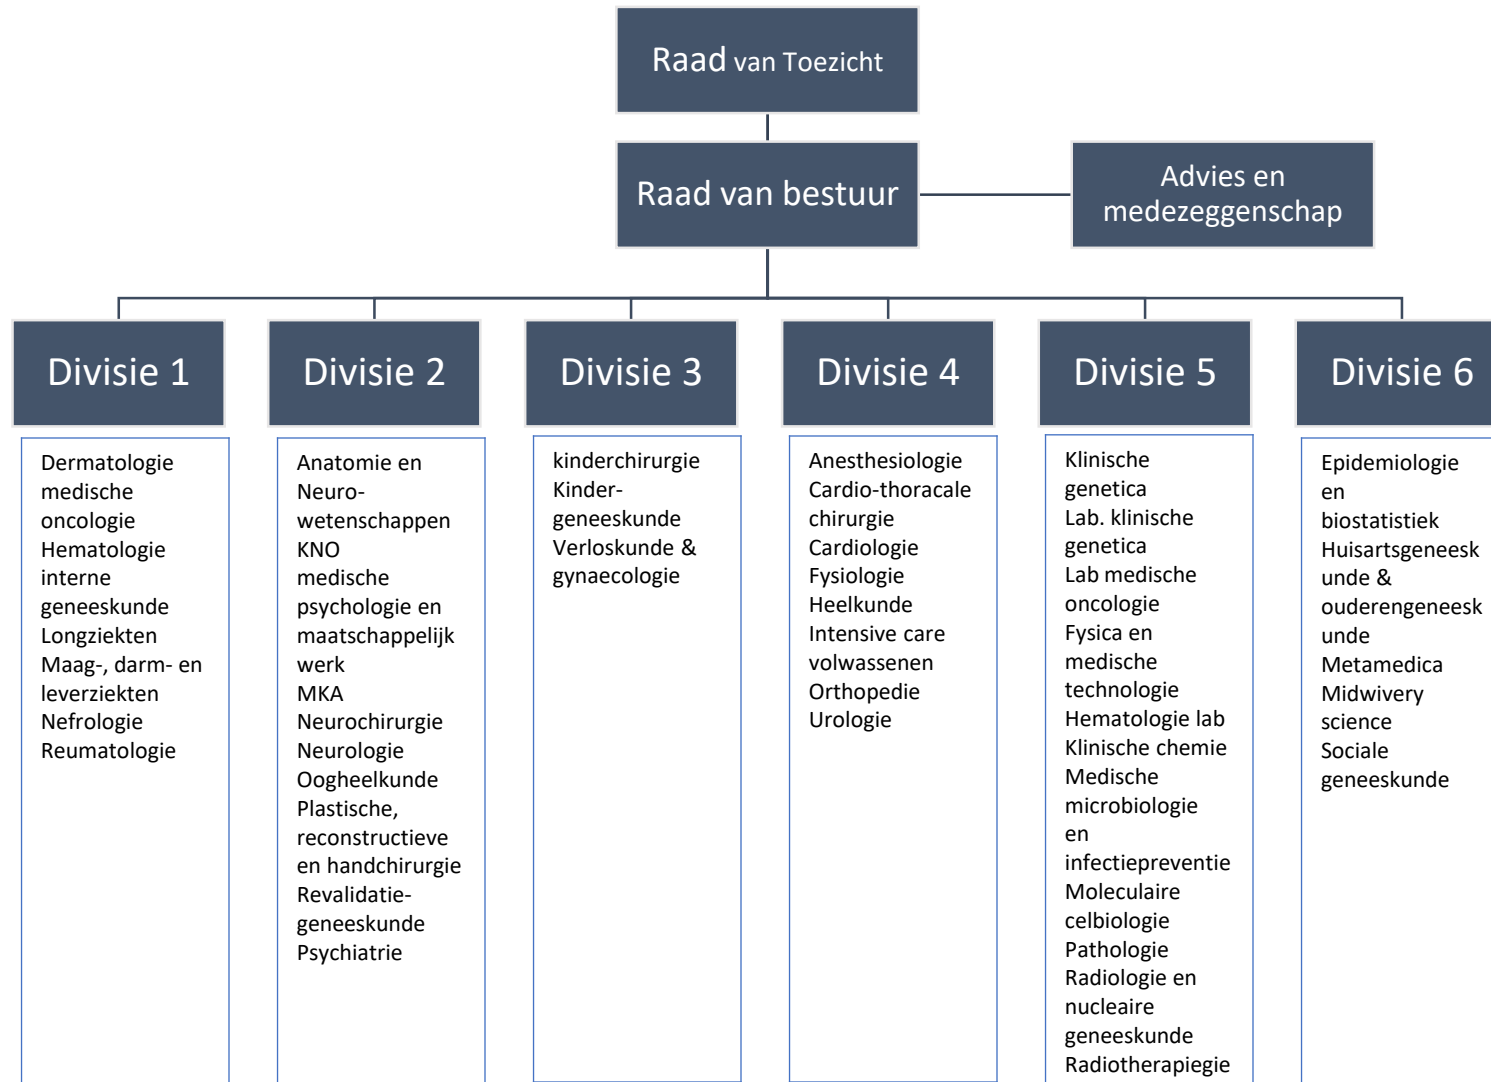 Raad van Toezicht
Raad van bestuur
Advies en
medezeggenschap
Divisie 1
Divisie 2
Divisie 3
Divisie 4
Divisie 5
Divisie 6
Dermatologie
medische
oncologie
Hematologie
interne
geneeskunde
Longziekten
Maag-, darm- en
leverziekten
Nefrologie
Reumatologie
Anatomie en
Neuro-
wetenschappen
KNO
medische
psychologie en
maatschappelijk
werk
MKA
Neurochirurgie
Neurologie
Oogheelkunde
Plastische,
reconstructieve
en handchirurgie
Revalidatie-
geneeskunde
Psychiatrie
kinderchirurgie
Kinder-
geneeskunde
Verloskunde &
gynaecologie
Anesthesiologie
Cardio-thoracale
chirurgie
Cardiologie
Fysiologie
Heelkunde
Intensive care
volwassenen
Orthopedie
Urologie
Klinische
genetica
Lab. klinische
genetica
Lab medische
oncologie
Fysica en
medische
technologie
Hematologie lab
Klinische chemie
Medische
microbiologie
en
infectiepreventie
Moleculaire
celbiologie
Pathologie
Radiologie en
nucleaire
geneeskunde
Radiotherapiegie
Epidemiologie
en
biostatistiek
Huisartsgeneesk
unde &
ouderengeneesk
unde
Metamedica
Midwivery
science
Sociale
geneeskunde